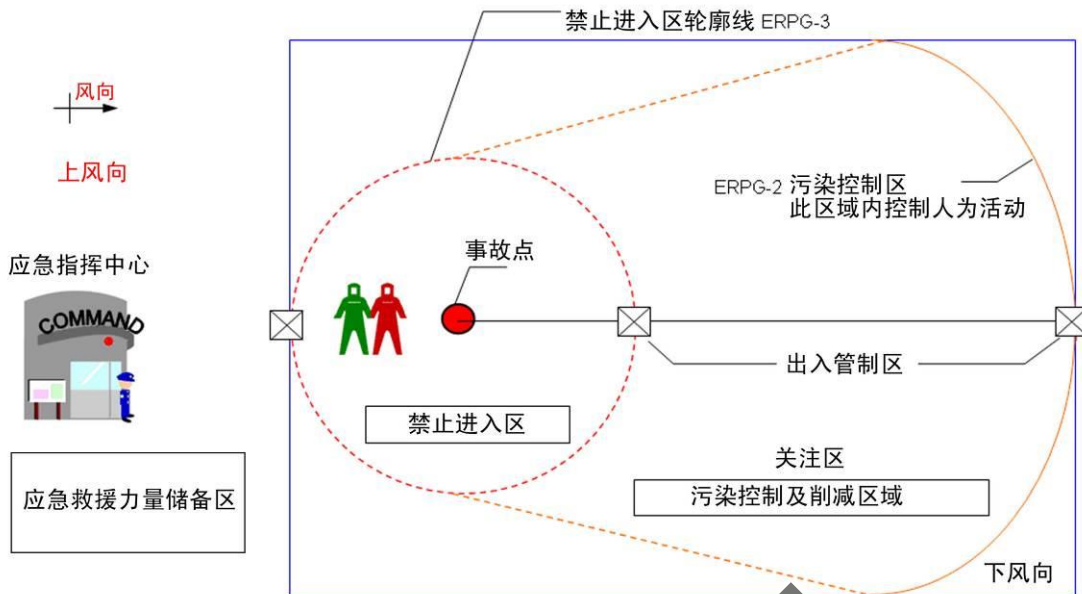 禁止进入区轮廓线 ERPG-3
风向
上风向
ERPG-2 污染控制区
此区域内控制人为活动
事故点
应急指挥中心
COMMAND
出入管制区
禁止进入区
关注区
应急救援力量储备区
污染控制及削减区域
下风向